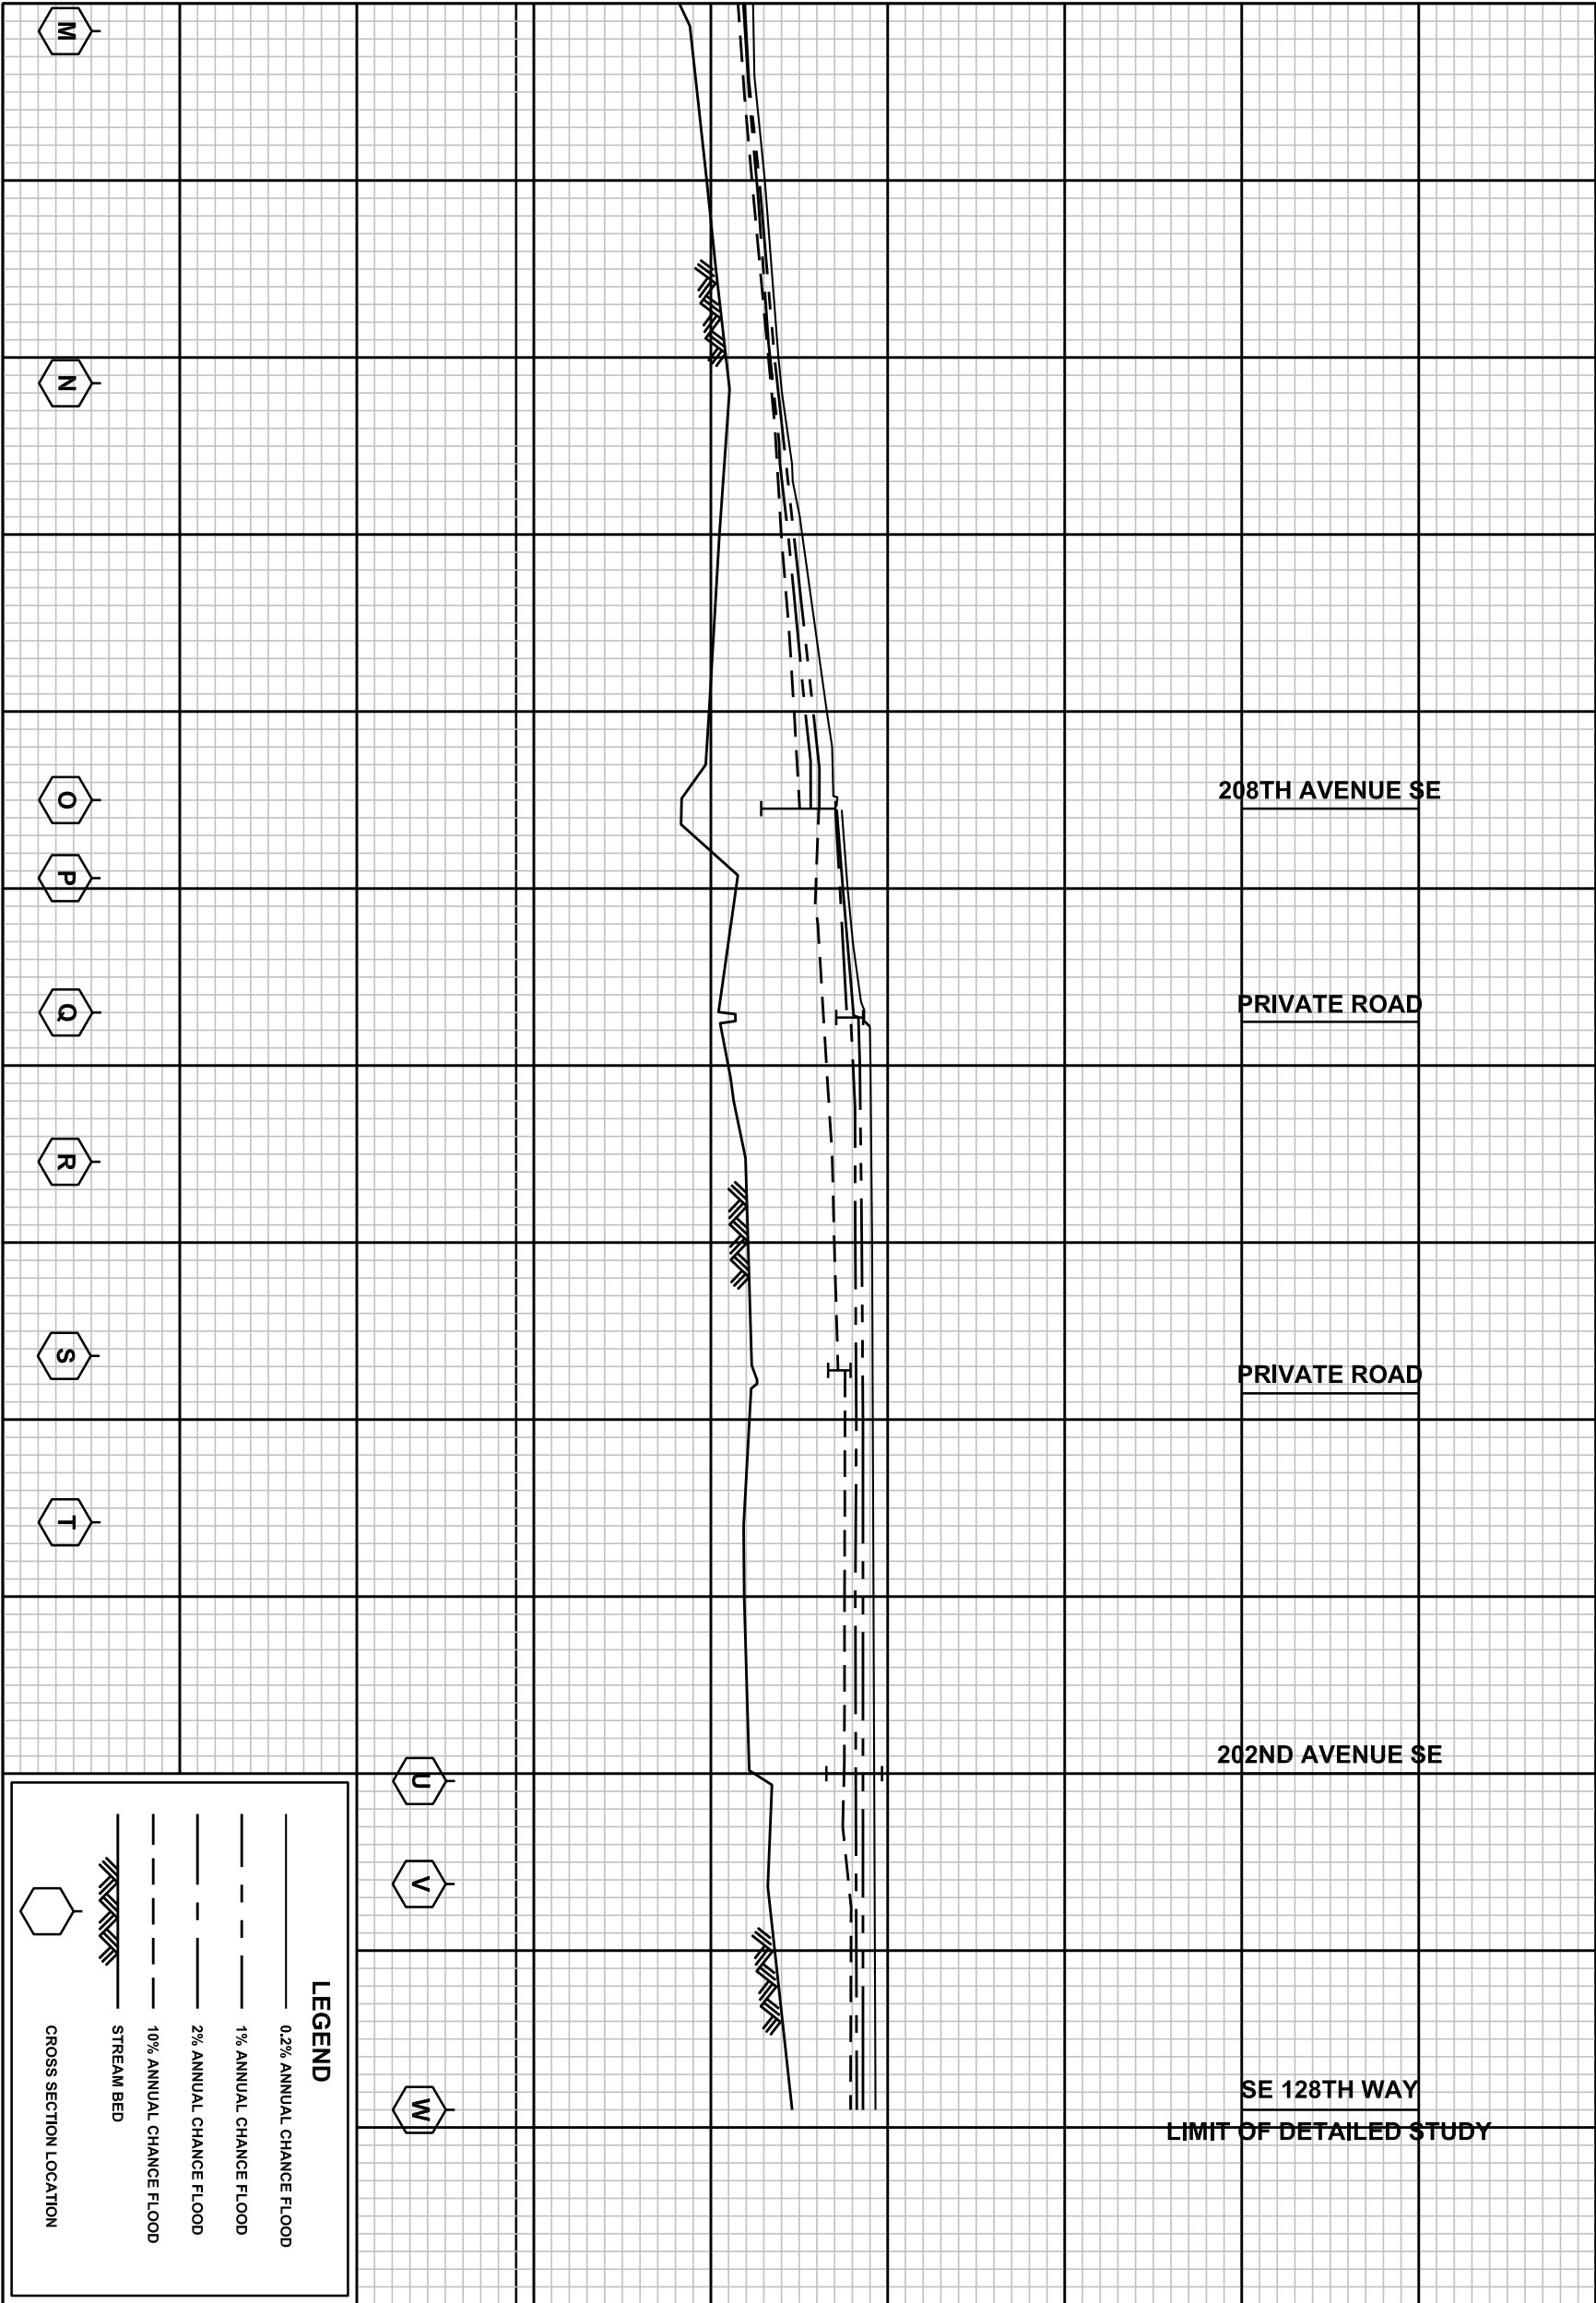 M
N
O
P
Q
R
S
T
U
V
W
208TH AVENUE SE
PRIVATE ROAD
PRIVATE ROAD
202ND AVENUE SE
SE 128TH WAY
LIMIT OF DETAILED STUDY
LEGEND
0.2% ANNUAL CHANCE FLOOD
1% ANNUAL CHANCE FLOOD
2% ANNUAL CHANCE FLOOD
10% ANNUAL CHANCE FLOOD
STREAM BED
CROSS SECTION LOCATION